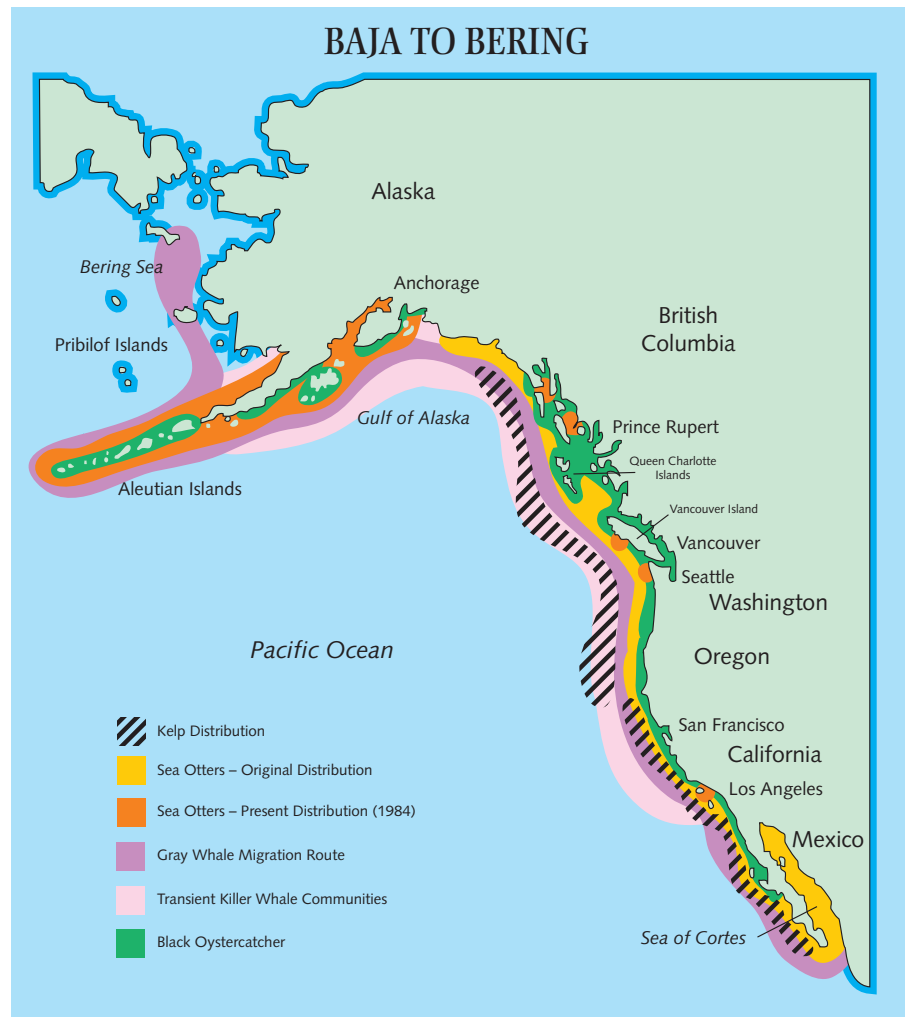 BAJA TO BERING
Alaska
Bering Sea
Anchorage
Pribilof Islands
British
Columbia
Gulf of Alaska
Prince Rupert
Queen Charlotte
Islands
Aleutian Islands
Vancouver Island
Vancouver
Seattle
Washington
Pacific Ocean
Oregon
San Francisco
California
Los Angeles
Mexico
Sea of Cortes
Kelp Distribution
Sea Otters – Original Distribution
Sea Otters – Present Distribution (1984)
Gray Whale Migration Route
Transient Killer Whale Communities
Black Oystercatcher